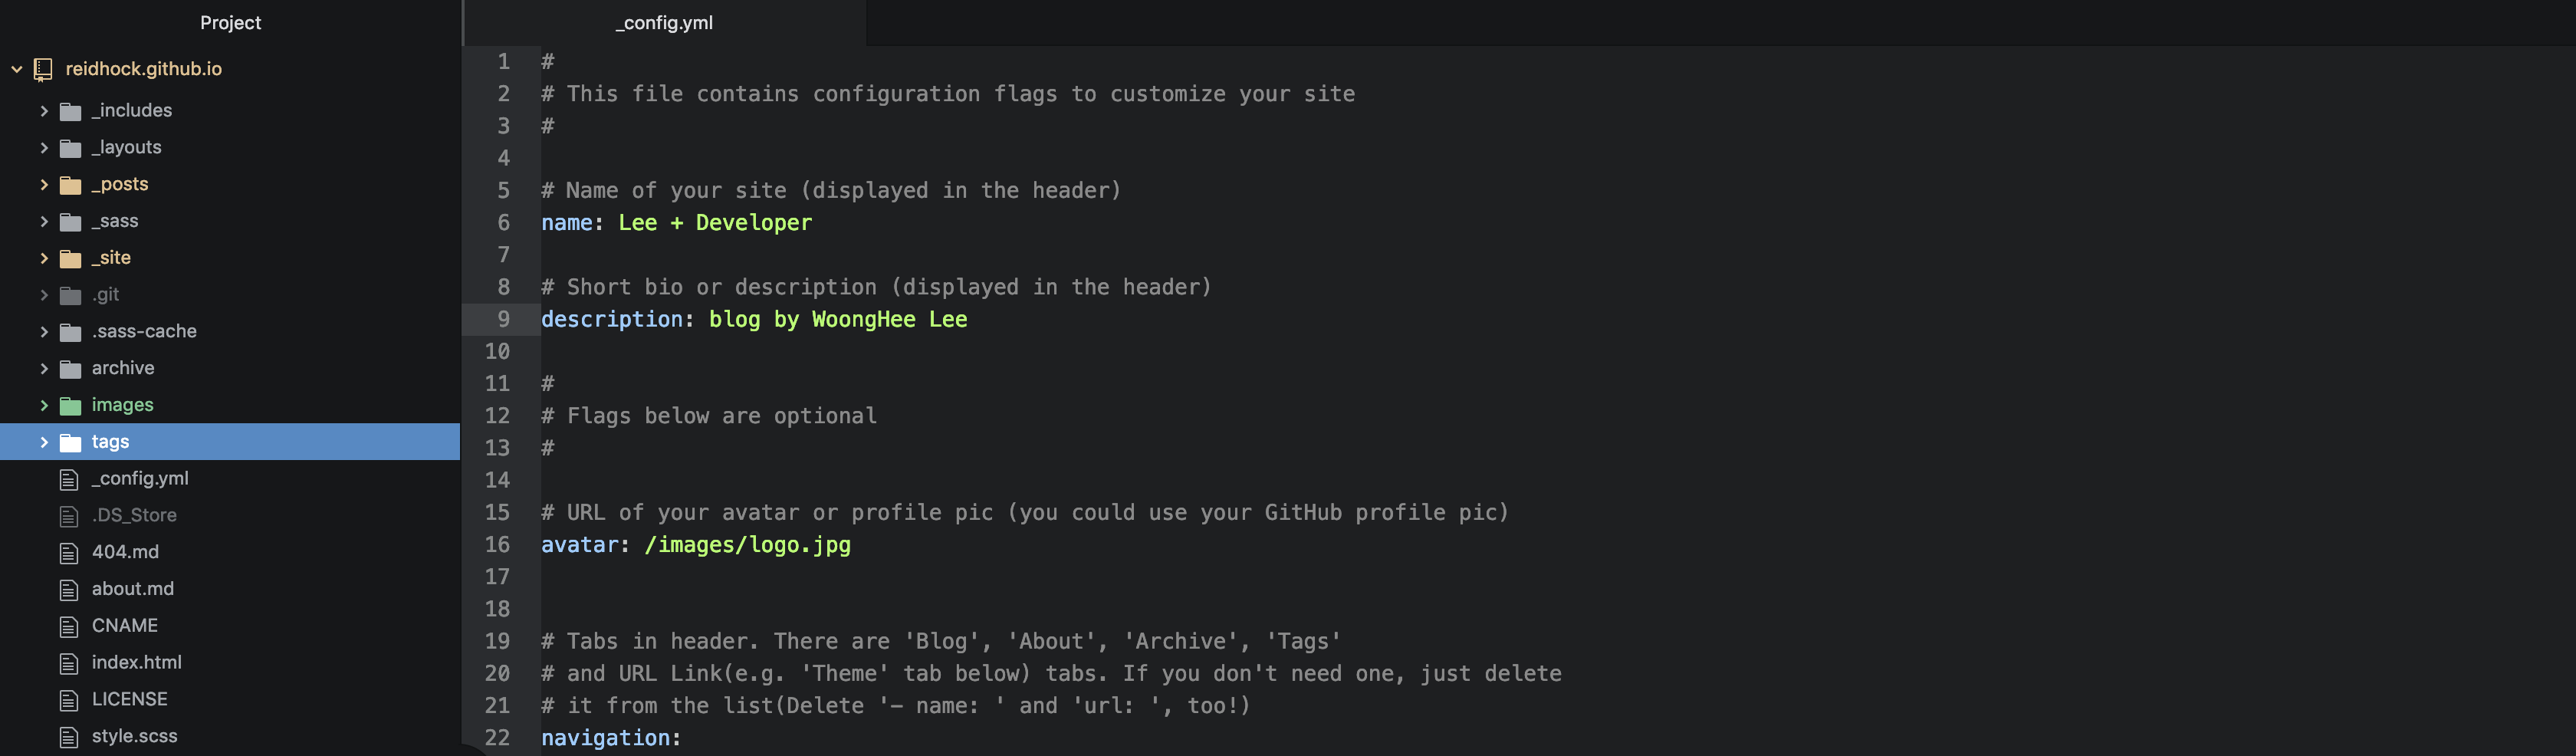 Project
reidhock.github.io
_includes
_layouts
_posts
_sass
_site
.git
.sass-cache
archive
images
tags
_config.yml
.DS_Store
404.md
about.md
CNAME
index.html
LICENSE
style.scss
_config.yml
1 #
2 # This file contains configuration flags to customize your site
3 #
4
5 # Name of your site (displayed in the header)
6 name: Lee + Developer
7
8 # Short bio or description (displayed in the header)
9 description: blog by WoongHee Lee
10
11 #
12 # Flags below are optional
13 #
14
15 # URL of your avatar or profile pic (you could use your GitHub profile pic)
16 avatar: /images/logo.jpg
17
18
19 # Tabs in header. There are 'Blog', 'About', 'Archive', 'Tags'
20 # and URL Link(e.g. 'Theme' tab below) tabs. If you don't need one, just delete
21 # it from the list(Delete '- name: ' and 'url: ', too!)
22 navigation: